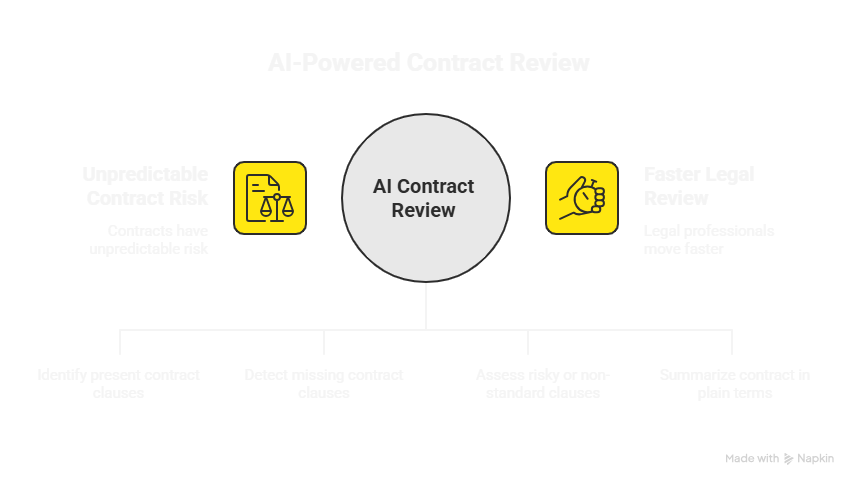 AI-Powered Contract Review
Unpredictable
Contract Risk
Contracts have
unpredictable risk
AI Contract
Review
Faster Legal
Review
Legal professionals
move faster
Identify present contract
clauses
Detect missing contract
clauses
Assess risky or non-
standard clauses
Summarize contract in
plain terms
Made with Napkin